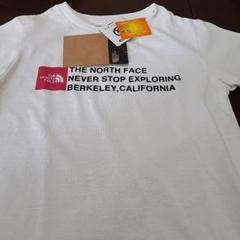 THE NORTH FACE
NEVER STOP EXPLORING
BERKELEY, CALIFORNIA
THE
NORTH
FACE